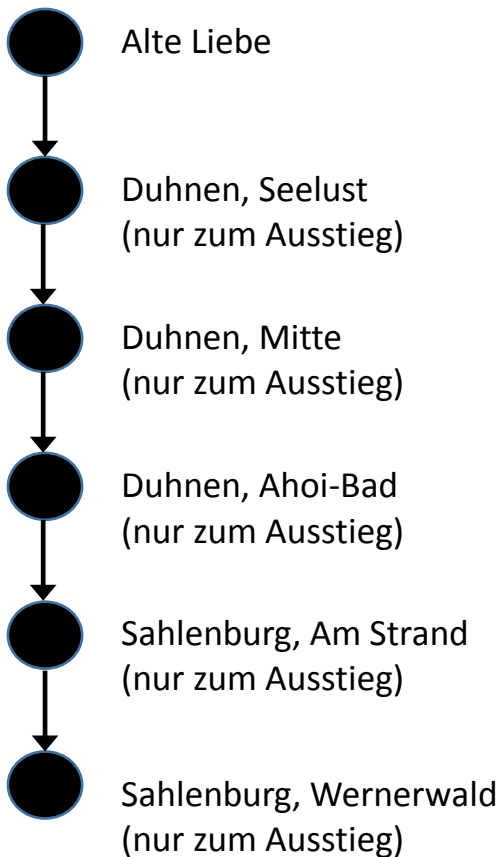 Alte Liebe
Duhnen, Seelust
(nur zum Ausstieg)
Duhnen, Mitte
(nur zum Ausstieg)
Duhnen, Ahoi-Bad
(nur zum Ausstieg)
Sahlenburg, Am Strand
(nur zum Ausstieg)
Sahlenburg, Wernerwald
(nur zum Ausstieg)